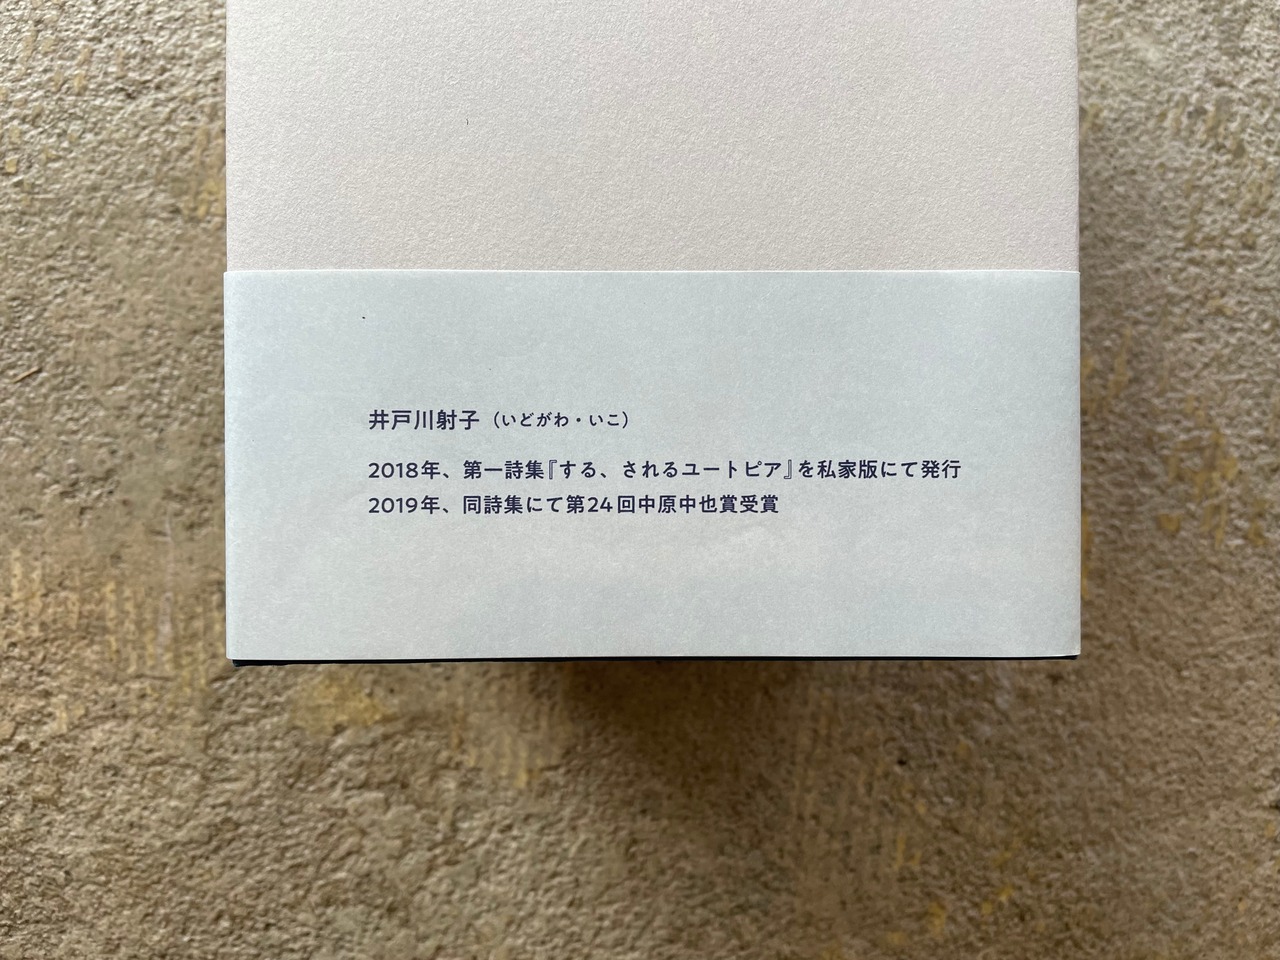 井戸川射子（いどがわ・いこ）
2018年、第一詩集『する、されるユートピア』を私家版にて発行
2019年、同詩集にて第24回中原中也賞受賞